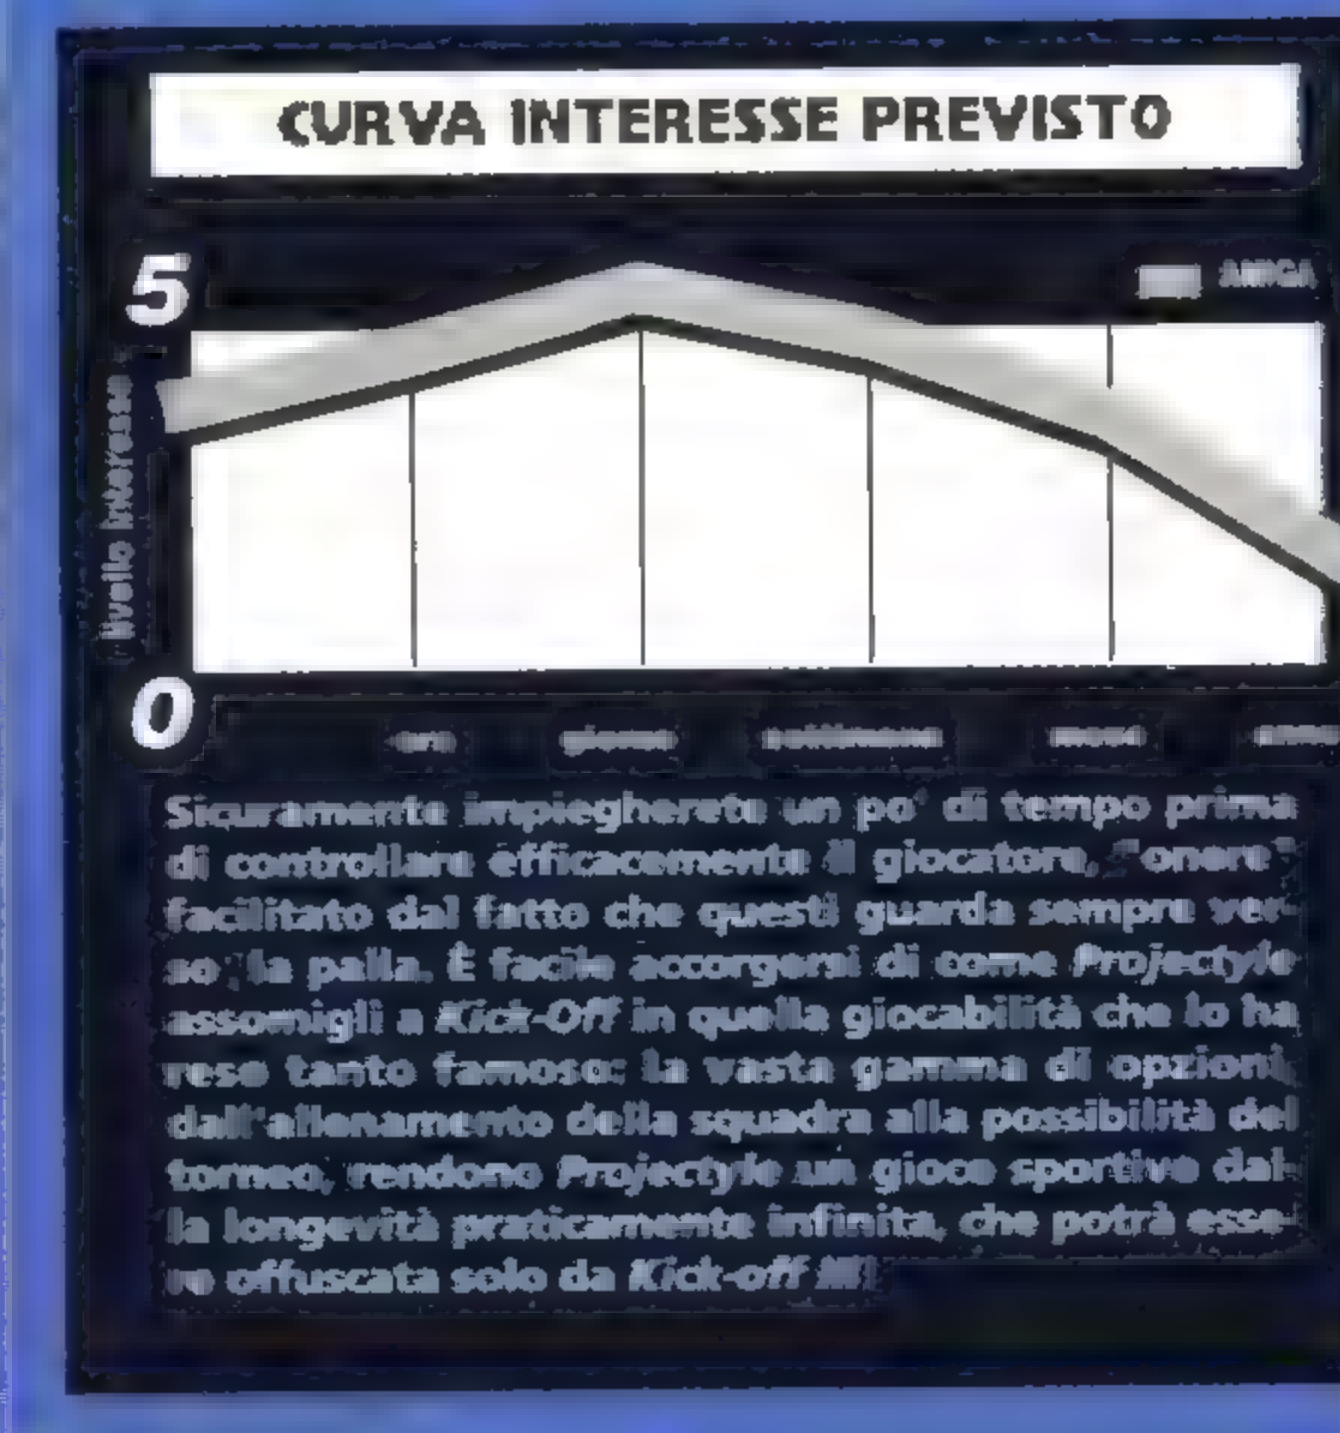 CURVA INTERESSE PREVISTO
5
AMIGA
livello interesse
0
ora
giorno
settimana
mese
Sicuramente impiegherete un po' di tempo prima
di controllare efficacemente il giocatore, "onere"
facilitato dal fatto che questi guarda sempre ver-
so la palla. È facile accorgersi di come Projectyle
assomigli a Kick-Off in quella giocabilità che lo ha
reso tanto famoso: la vasta gamma di opzioni,
dall'allenamento della squadra alla possibilità del
torneo, rendono Projectyle un gioco sportivo dal-
la longevità praticamente infinita, che potrà esse-
re offuscata solo da Kick-off